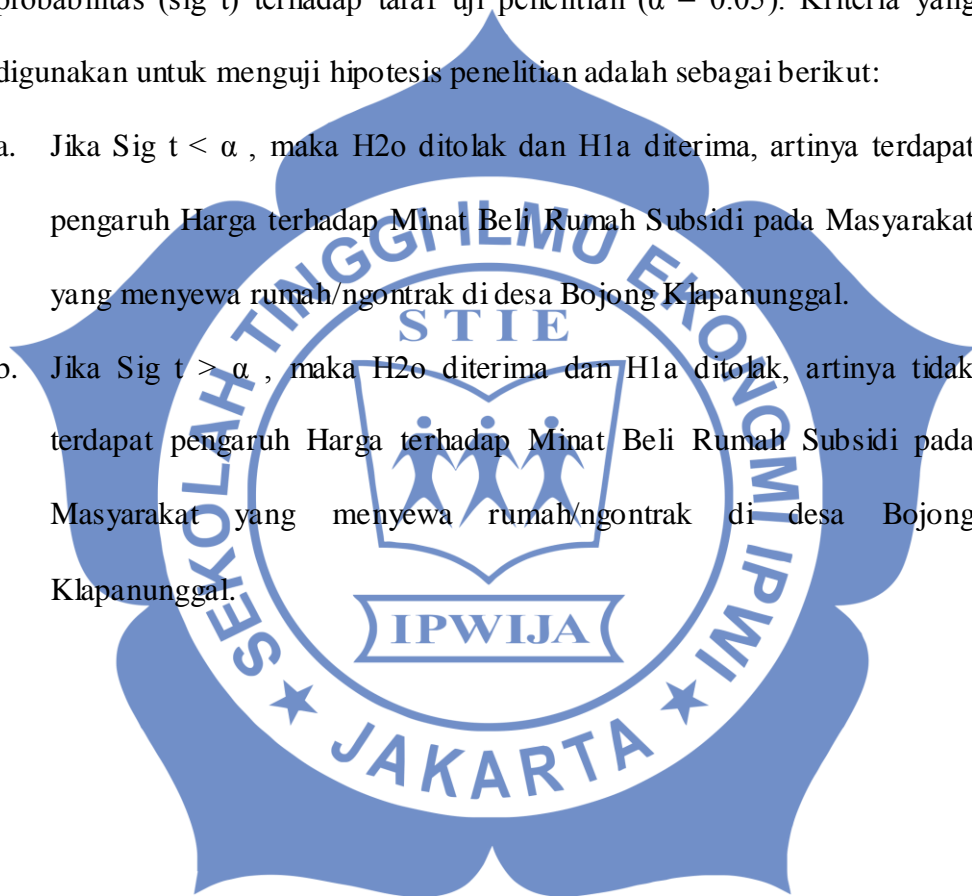 probabilitas (sig t) terhadap taraf uji penelitian (α = 0.05). Kriteria yang
digunakan untuk menguji hipotesis penelitian adalah sebagai berikut:
a. Jika Sig t < α , maka H2o ditolak dan H1a diterima, artinya terdapat
pengaruh Harga terhadap Minat Beli Rumah Subsidi pada Masyarakat
yang menyewa rumah/ngontrak di desa Bojong Klapanunggal.
b. Jika Sig t > α , maka H2o diterima dan H1a ditolak, artinya tidak
terdapat pengaruh Harga terhadap Minat Beli Rumah Subsidi pada
Masyarakat yang menyewa rumah/ngontrak di desa Bojong
Klapanunggal.
SEKOLAH TINGGI ILMU EKONOMI IPWI
STIE
IPWIJA
JAKARTA